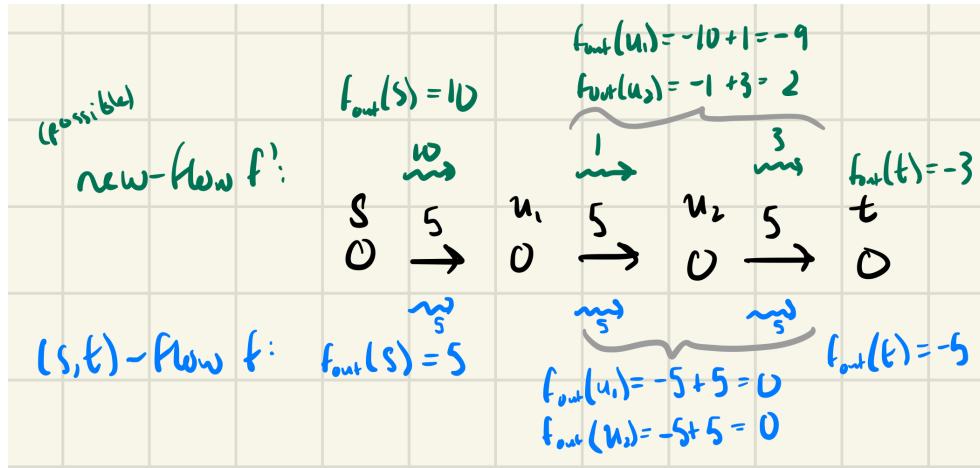 f_out(u₁) = -10 + 1 = -9
f_out(s) = 10
f_out(u₂) = -1 + 3 = 2
(possible)
new-flow f':
10
1
3
f_out(t) = -3
s 5 u₁ 5 u₂ 5 t
0 → 0 → 0 → 0
5
5
5
(s,t)-flow f:
f_out(s) = 5
f_out(t) = -5
f_out(u₁) = -5 + 5 = 0
f_out(u₂) = -5 + 5 = 0